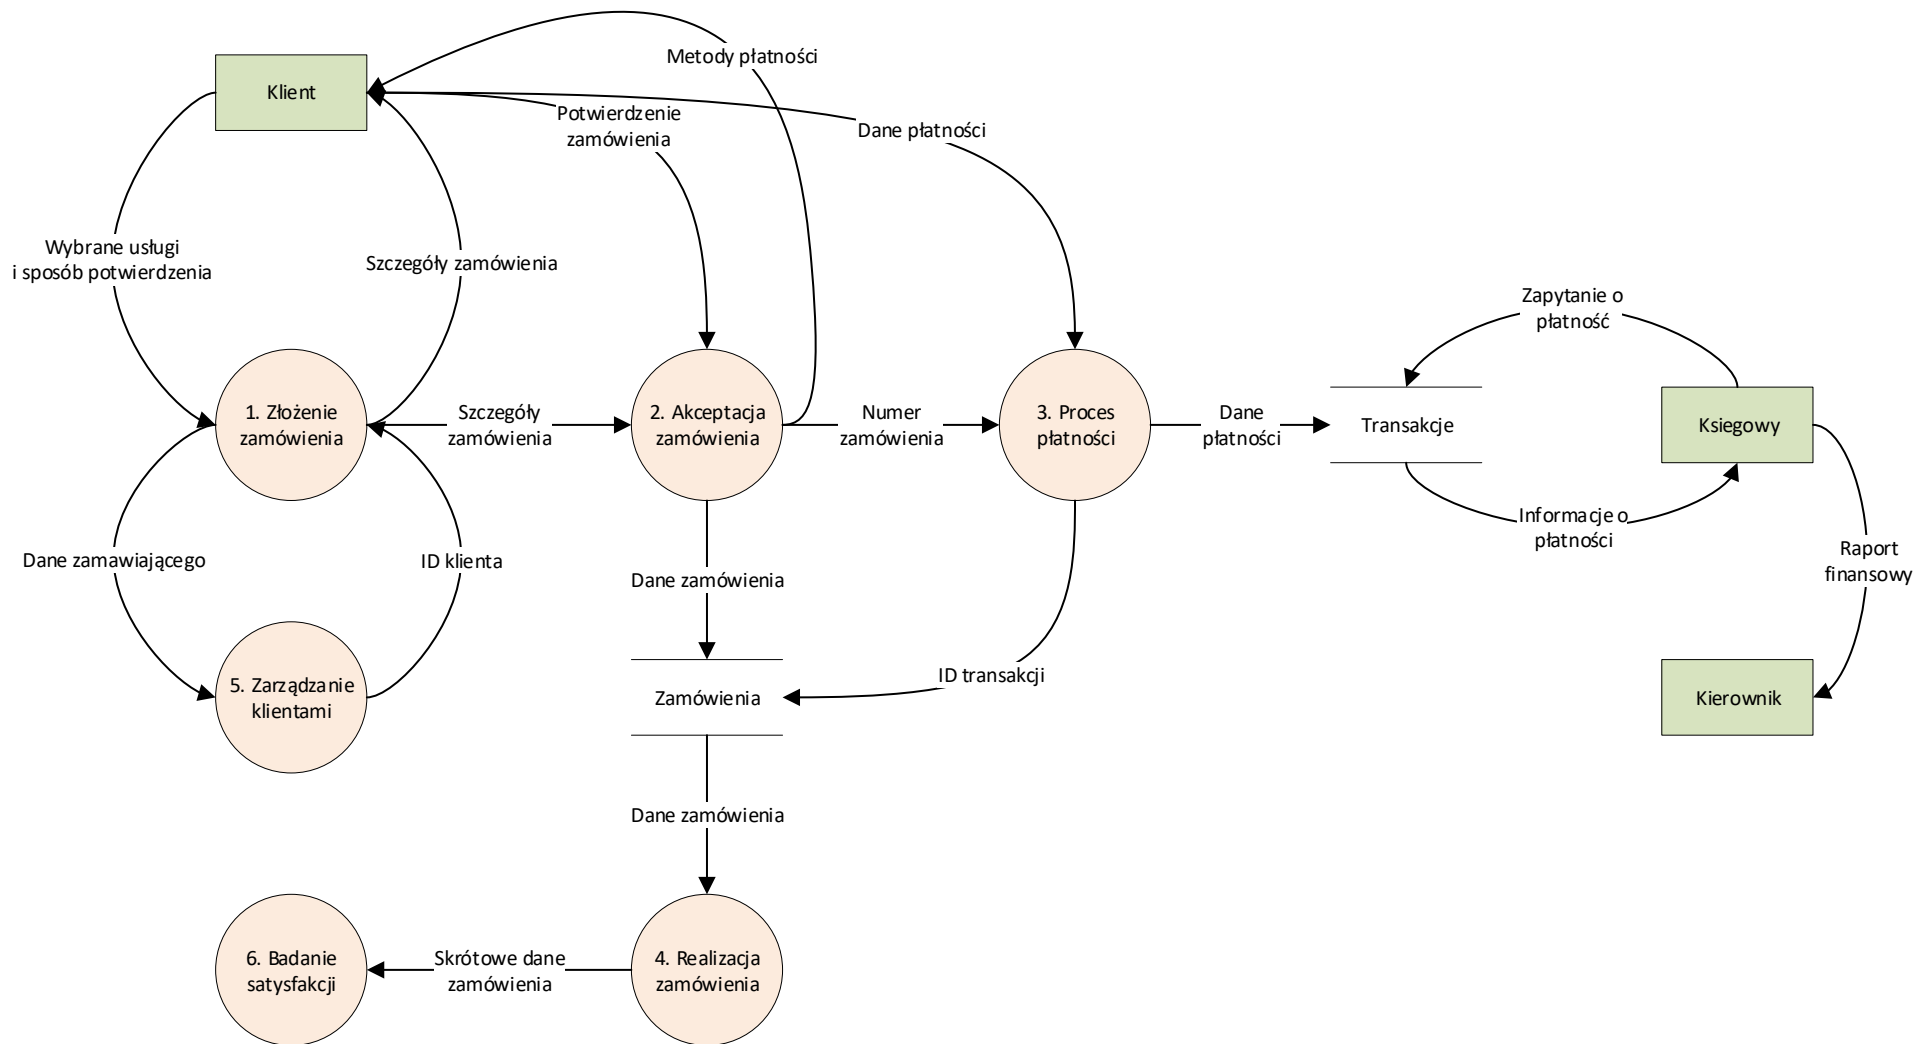 Metody płatności
Klient
Potwierdzenie
zamówienia
Dane płatności
Wybrane usługi
i sposób potwierdzenia
Szczegóły zamówienia
Zapytanie o
płatność
1. Złożenie
zamówienia
Szczegóły
zamówienia
2. Akceptacja
zamówienia
Numer
zamówienia
3. Proces
płatności
Dane
płatności
Transakcje
Ksiegowy
Informacje o
płatności
Raport
finansowy
Dane zamawiającego
ID klienta
Dane zamówienia
5. Zarządzanie
klientami
Zamówienia
ID transakcji
Kierownik
Dane zamówienia
6. Badanie
satysfakcji
Skrótowe dane
zamówienia
4. Realizacja
zamówienia